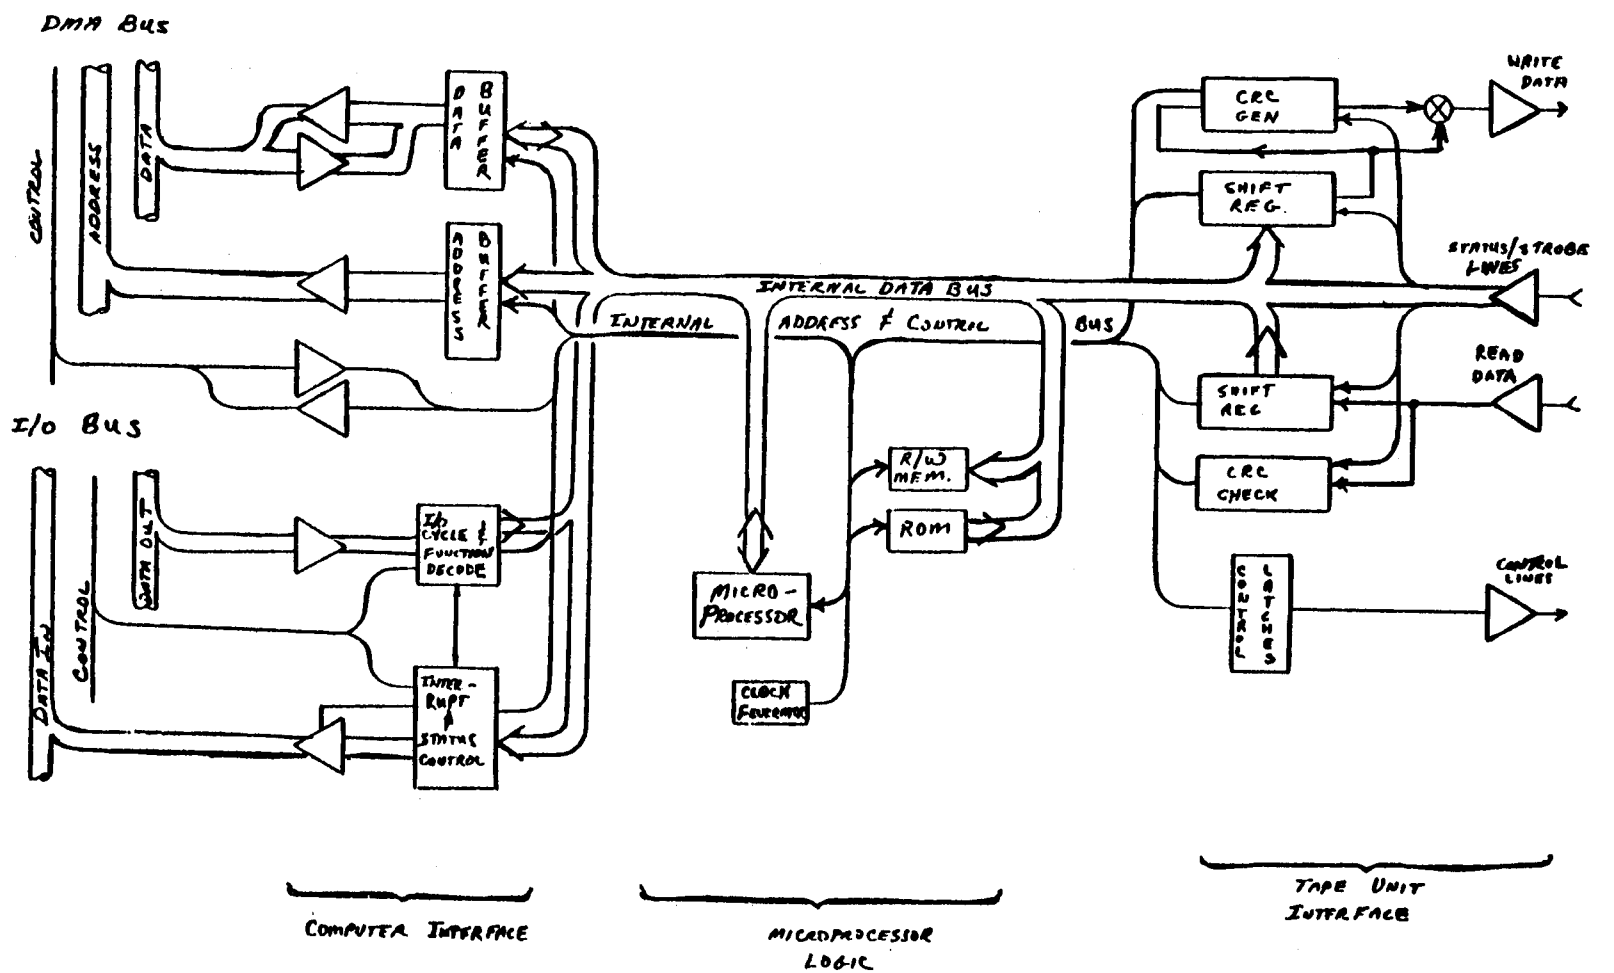 DMA BUS
CONTROL
ADDRESS
DATA
DATA
BUFFER
ADDRESS
BUFFER
I/O BUS
DATA IN
CONTROL
DATA OUT
I/O
CYCLE &
FUNCTION
DECODE
INTER-
RUPT
STATUS
CONTROL
INTERNAL DATA BUS
INTERNAL ADDRESS & CONTROL BUS
R/W
MEM.
ROM
MICRO-
PROCESSOR
CLOCK
CRC
GEN
SHIFT
REG.
SHIFT
REG
CRC
CHECK
CONTROL
LATCHES
WRITE
DATA
STATUS/STROBE
LINES
READ
DATA
CONTROL
LINES
COMPUTER INTERFACE
MICROPROCESSOR
LOGIC
TAPE UNIT
INTERFACE